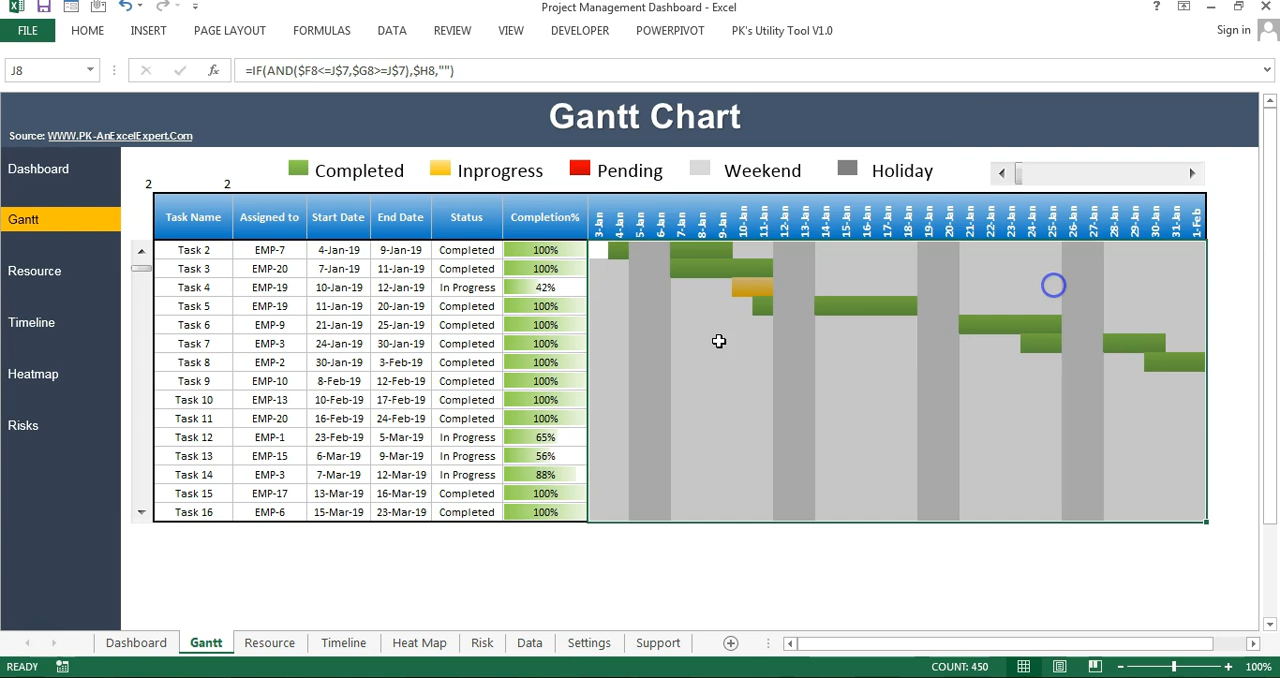 Project Management Dashboard - Excel
?
FILE HOME INSERT PAGE LAYOUT FORMULAS DATA REVIEW VIEW DEVELOPER POWERPIVOT PK's Utility Tool V1.0 Sign in
J8 fx =IF(AND($F8<=J$7,$G8>=J$7),$H8,"")
Gantt Chart
Source: WWW.PK-AnExcelExpert.Com
Dashboard
Gantt
Resource
Timeline
Heatmap
Risks
Completed Inprogress Pending Weekend Holiday
2 2
Task Name Assigned to Start Date End Date Status Completion% 3-Jan 4-Jan 5-Jan 6-Jan 7-Jan 8-Jan 9-Jan 10-Jan 11-Jan 12-Jan 13-Jan 14-Jan 15-Jan 16-Jan 17-Jan 18-Jan 19-Jan 20-Jan 21-Jan 22-Jan 23-Jan 24-Jan 25-Jan 26-Jan 27-Jan 28-Jan 29-Jan 30-Jan 31-Jan 1-Feb
Task 2 EMP-7 4-Jan-19 9-Jan-19 Completed 100%
Task 3 EMP-20 7-Jan-19 11-Jan-19 Completed 100%
Task 4 EMP-19 10-Jan-19 12-Jan-19 In Progress 42%
Task 5 EMP-19 11-Jan-19 20-Jan-19 Completed 100%
Task 6 EMP-9 21-Jan-19 25-Jan-19 Completed 100%
Task 7 EMP-3 24-Jan-19 30-Jan-19 Completed 100%
Task 8 EMP-2 30-Jan-19 3-Feb-19 Completed 100%
Task 9 EMP-10 8-Feb-19 12-Feb-19 Completed 100%
Task 10 EMP-13 10-Feb-19 17-Feb-19 Completed 100%
Task 11 EMP-20 16-Feb-19 24-Feb-19 Completed 100%
Task 12 EMP-1 23-Feb-19 5-Mar-19 In Progress 65%
Task 13 EMP-15 6-Mar-19 9-Mar-19 In Progress 56%
Task 14 EMP-3 7-Mar-19 12-Mar-19 In Progress 88%
Task 15 EMP-17 13-Mar-19 16-Mar-19 Completed 100%
Task 16 EMP-6 15-Mar-19 23-Mar-19 Completed 100%
Dashboard Gantt Resource Timeline Heat Map Risk Data Settings Support
READY COUNT: 450 100%